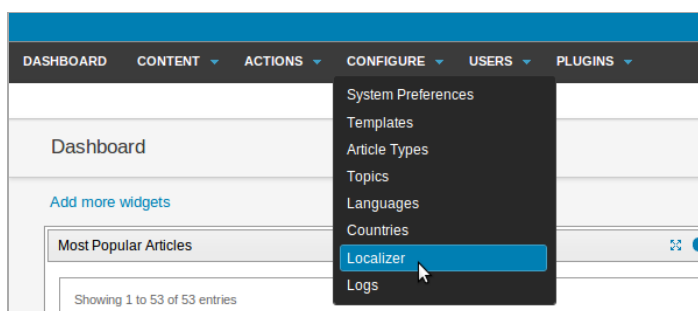 DASHBOARD CONTENT ACTIONS CONFIGURE USERS PLUGINS
System Preferences
Templates
Article Types
Topics
Languages
Countries
Localizer
Logs
Dashboard
Add more widgets
Most Popular Articles
Showing 1 to 53 of 53 entries